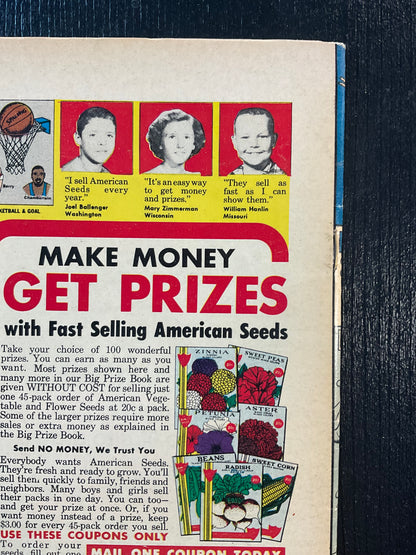 SPALDING
Berry
Chamberlain
KETBALL & GOAL
"I sell American
Seeds every
year."
Joel Ballenger
Washington
"It's an easy way
to get money
and prizes."
Mary Zimmerman
Wisconsin
"They sell as
fast as I can
show them."
William Hanlin
Missouri
MAKE MONEY
GET PRIZES
with Fast Selling American Seeds
Take your choice of 100 wonderful
prizes. You can earn as many as you
want. Most prizes shown here and
many more in our Big Prize Book are
given WITHOUT COST for selling just
one 45-pack order of American Vege-
table and Flower Seeds at 20c a pack.
Some of the larger prizes require more
sales or extra money as explained in
the Big Prize Book.
Send NO MONEY, We Trust You
Everybody wants American Seeds.
They're fresh and ready to grow. You'll
sell them quickly to family, friends and
neighbors. Many boys and girls sell
their packs in one day. You can too—
and get your prize at once. Or, if you
want money instead of a prize, keep
$3.00 for every 45-pack order you sell.
USE THESE COUPONS ONLY
To order your
seeds, fill out one
MAIL ONE COUPON TODAY
ZINNIA
SWEET PEAS
PETUNIA
ASTER
BEANS
RADISH
SWEET CORN